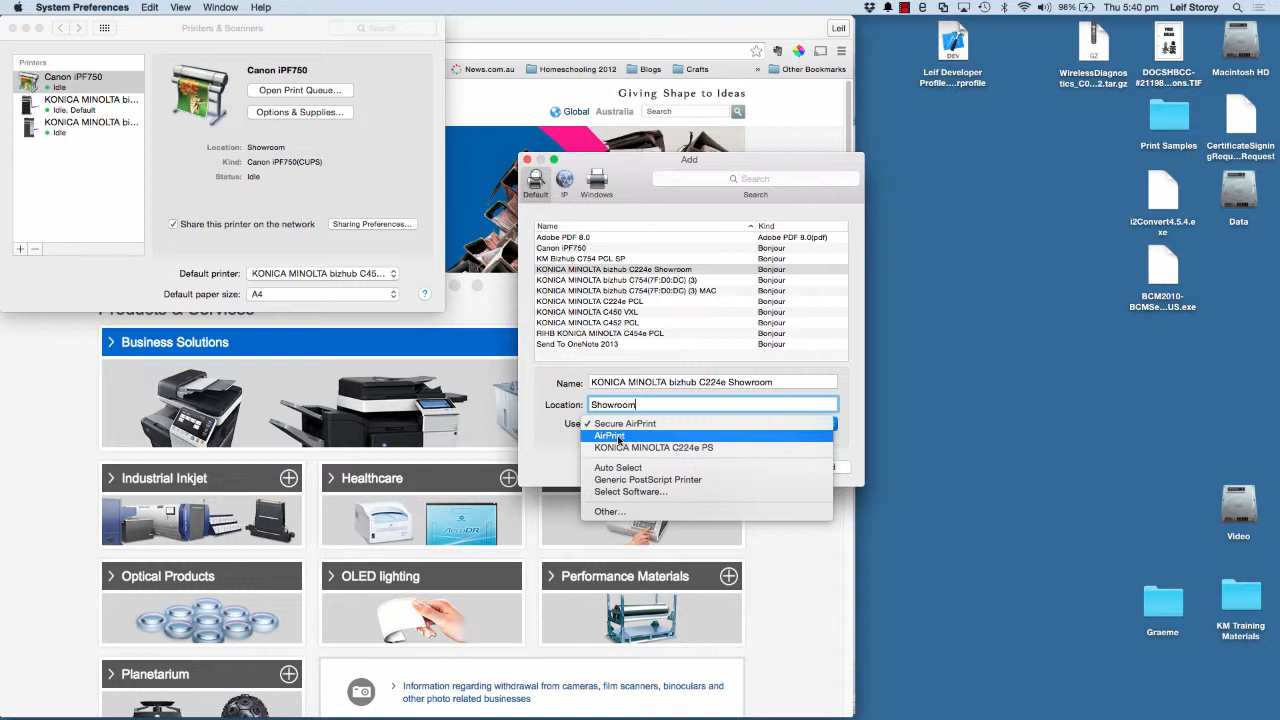 System Preferences Edit View Window Help
98% Thu 5:40 pm Leif Storoy
Printers & Scanners
Search
Printers
Canon iPF750
Idle
KONICA MINOLTA bi...
Idle, Default
KONICA MINOLTA bi...
Idle
Canon iPF750
Open Print Queue...
Options & Supplies...
Location: Showroom
Kind: Canon iPF750(CUPS)
Status: Idle
Share this printer on the network
Sharing Preferences...
+ −
Default printer: KONICA MINOLTA bizhub C45...
Default paper size: A4
?
Leif
News.com.au Homeschooling 2012 Blogs Crafts » Other Bookmarks
Giving Shape to Ideas
Global Australia Search
Add
Default IP Windows
Search
Search
Name Kind
Adobe PDF 8.0 Adobe PDF 8.0(pdf)
Canon iPF750 Bonjour
KM Bizhub C754 PCL SP Bonjour
KONICA MINOLTA bizhub C224e Showroom Bonjour
KONICA MINOLTA bizhub C754(7F:D0:DC) (3) Bonjour
KONICA MINOLTA bizhub C754(7F:D0:DC) (3) MAC Bonjour
KONICA MINOLTA C224e PCL Bonjour
KONICA MINOLTA C450 VXL Bonjour
KONICA MINOLTA C452 PCL Bonjour
RIHB KONICA MINOLTA C454e PCL Bonjour
Send To OneNote 2013 Bonjour
Name: KONICA MINOLTA bizhub C224e Showroom
Location: Showroom
Use ✓ Secure AirPrint
AirPrint
KONICA MINOLTA C224e PS
Auto Select
Generic PostScript Printer
Select Software...
Other...
Products & Services
Business Solutions
Industrial Inkjet
Healthcare
AeroDR
Optical Products
OLED lighting
Performance Materials
Planetarium
Information regarding withdrawal from cameras, film scanners, binoculars and
other photo related businesses
DEV
Leif Developer
Profile....rprofile
GZ
WirelessDiagnos
tics_C0...2.tar.gz
DOCSHBCC-
#21198...ons.TIF
Macintosh HD
Print Samples
CertificateSignin
gRequ...Request
i2Convert4.5.4.e
xe
Data
BCM2010-
BCMSe...US.exe
Video
Graeme
KM Training
Materials